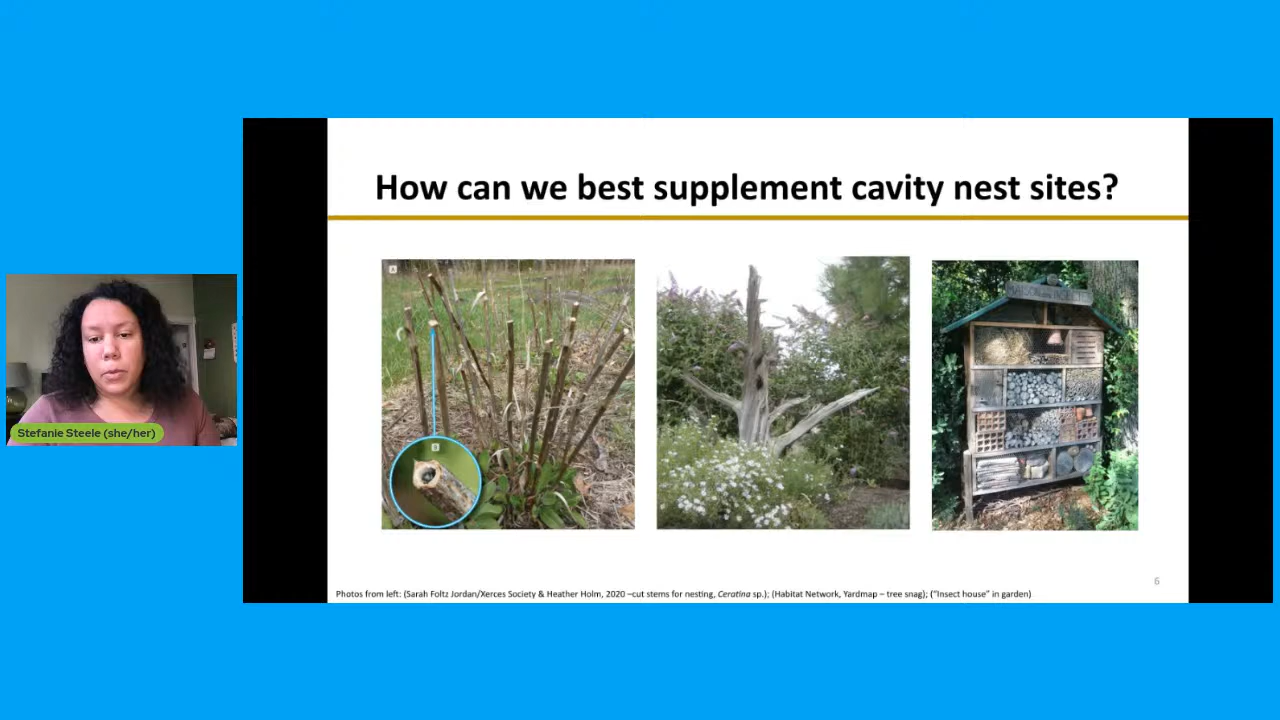 How can we best supplement cavity nest sites?
A
B
Stefanie Steele (she/her)
6
Photos from left: (Sarah Foltz Jordan/Xerces Society & Heather Holm, 2020 –cut stems for nesting, Ceratina sp.); (Habitat Network, Yardmap – tree snag); ("Insect house" in garden)